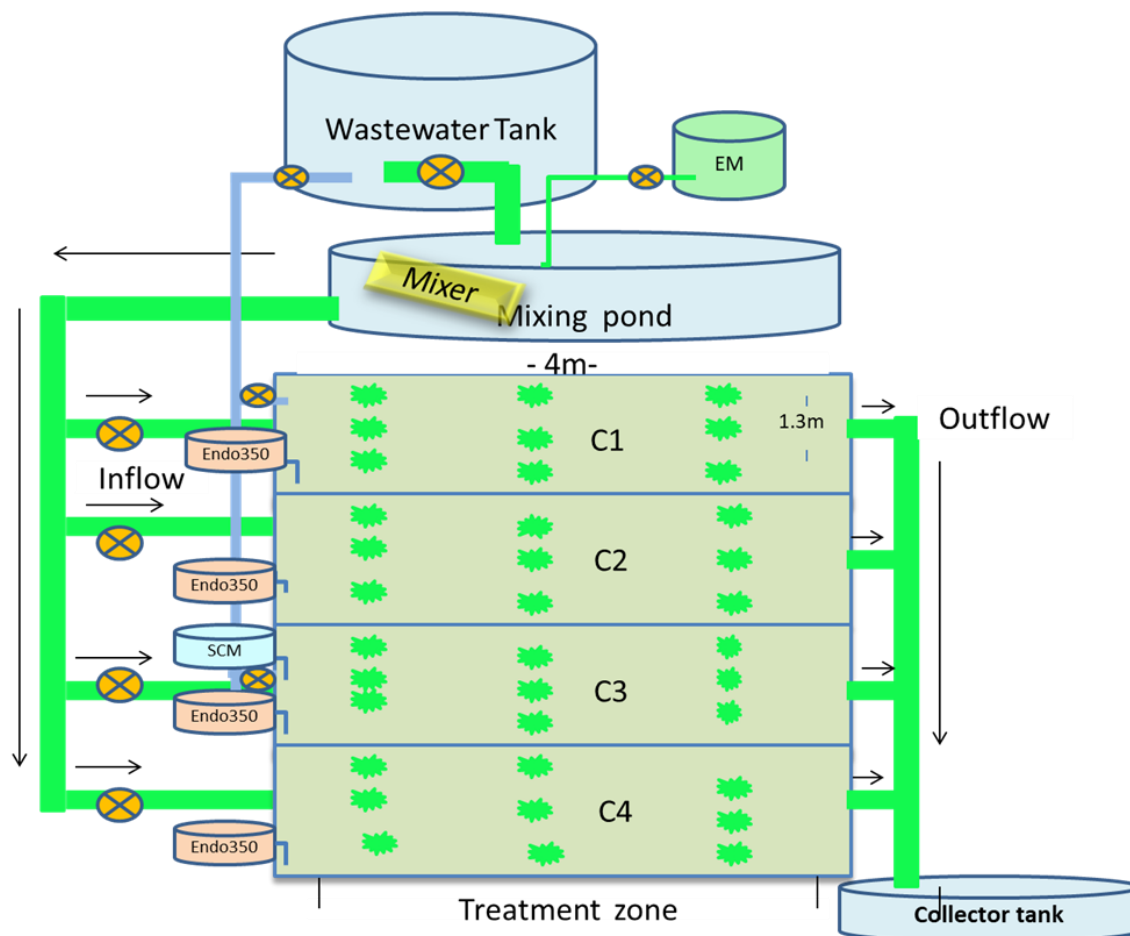 Wastewater Tank
EM
Mixer
Mixing pond
- 4m-
1.3m
C1
Outflow
Endo350
Inflow
C2
Endo350
SCM
C3
Endo350
C4
Endo350
Treatment zone
Collector tank